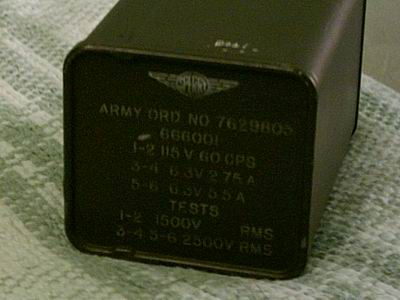 SPERRY
ARMY ORD. NO 7629805
666001
1-2 115 V 60 CPS
3-4 6.3V 2.75 A
5-6 6.3V 5.5 A
TESTS
1-2 1500V RMS
3-4 5-6 2500V RMS